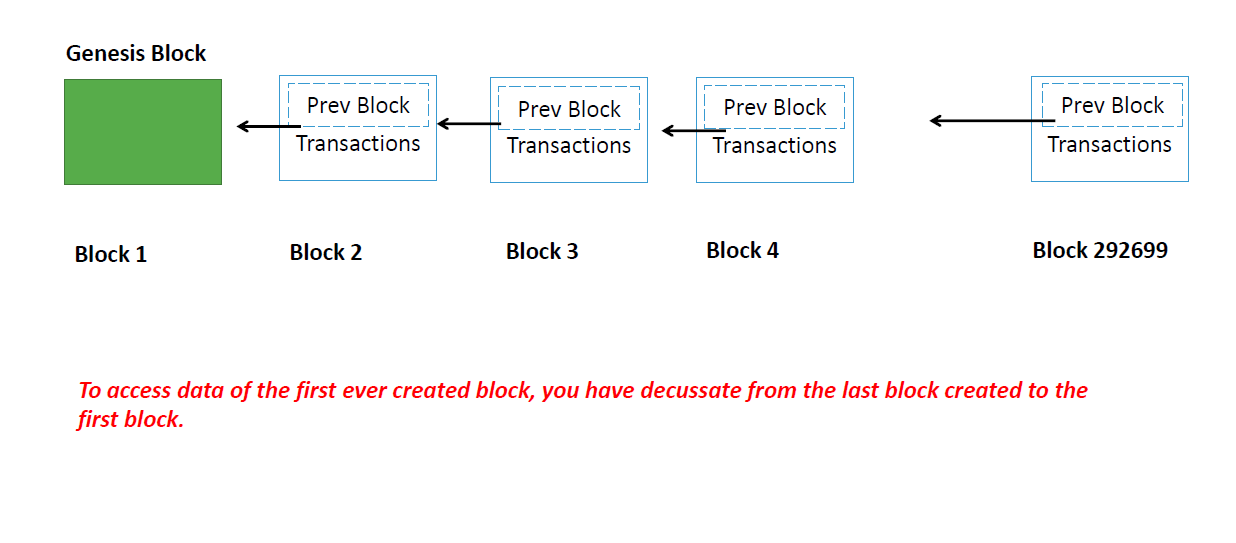 Genesis Block
Prev Block
Transactions
Prev Block
Transactions
Prev Block
Transactions
Prev Block
Transactions
Block 1
Block 2
Block 3
Block 4
Block 292699
To access data of the first ever created block, you have decussate from the last block created to the
first block.